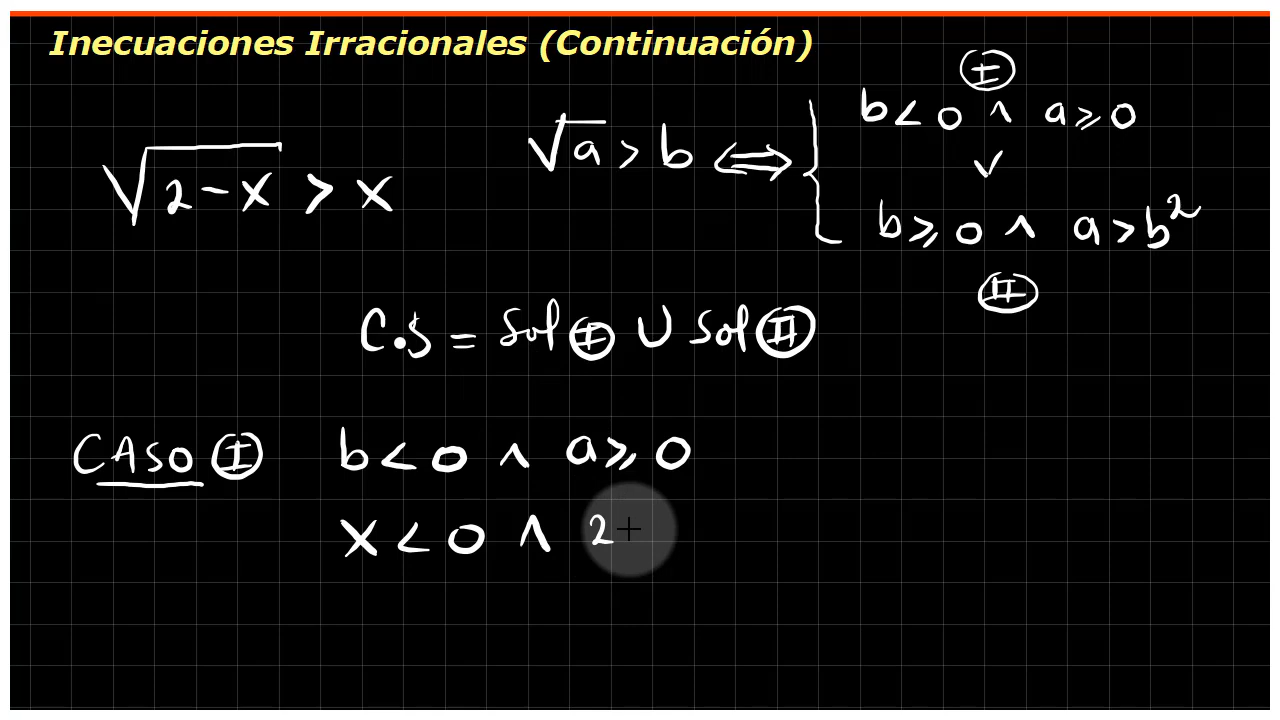 Inecuaciones Irracionales (Continuación)
√2-x > x
√a > b ⇔ {
I
b < 0 ∧ a ⩾ 0
∨
b ⩾ 0 ∧ a > b²
II
C.S = Sol I ∪ Sol II
CASO I b < 0 ∧ a ⩾ 0
x < 0 ∧ 2